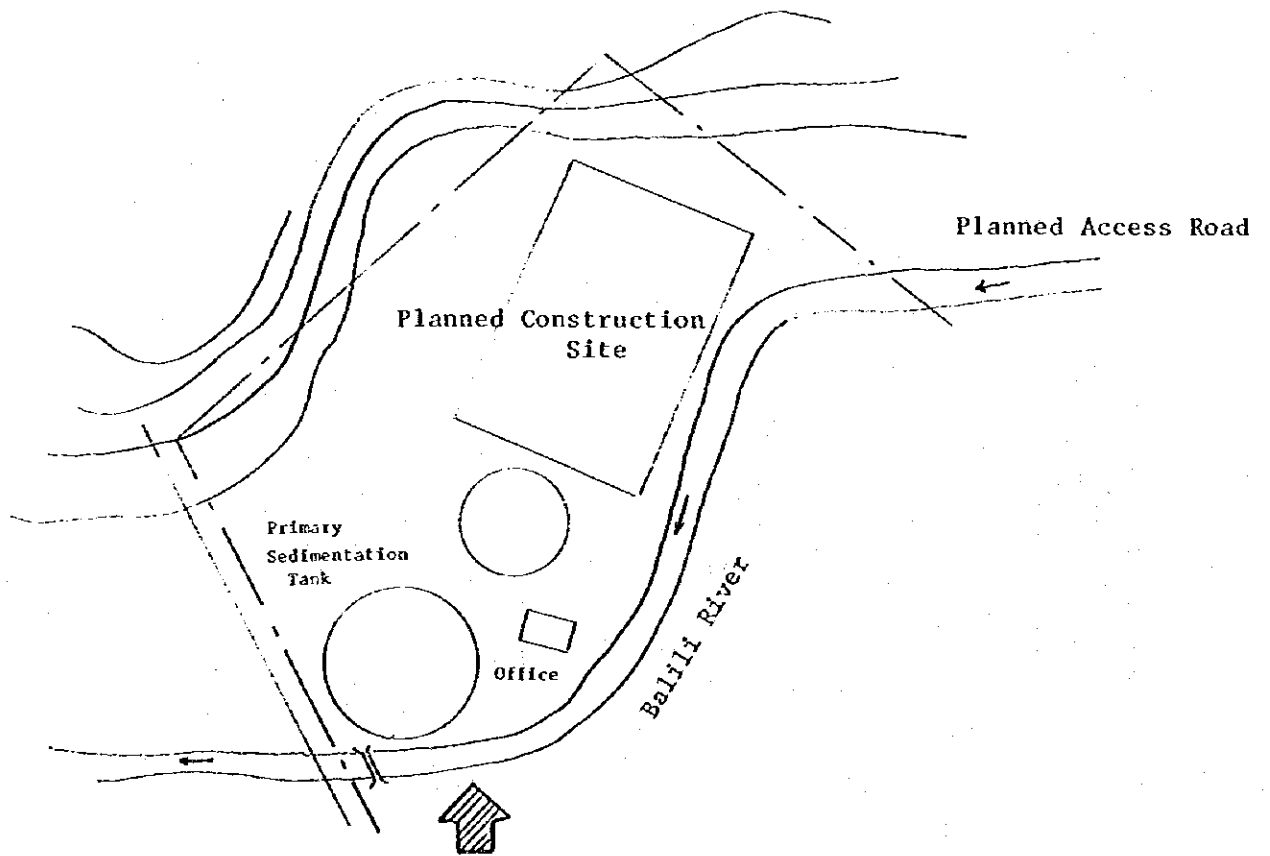 Planned Access Road
Planned Construction
Site
Primary
Sedimentation
Tank
Office
Balili River